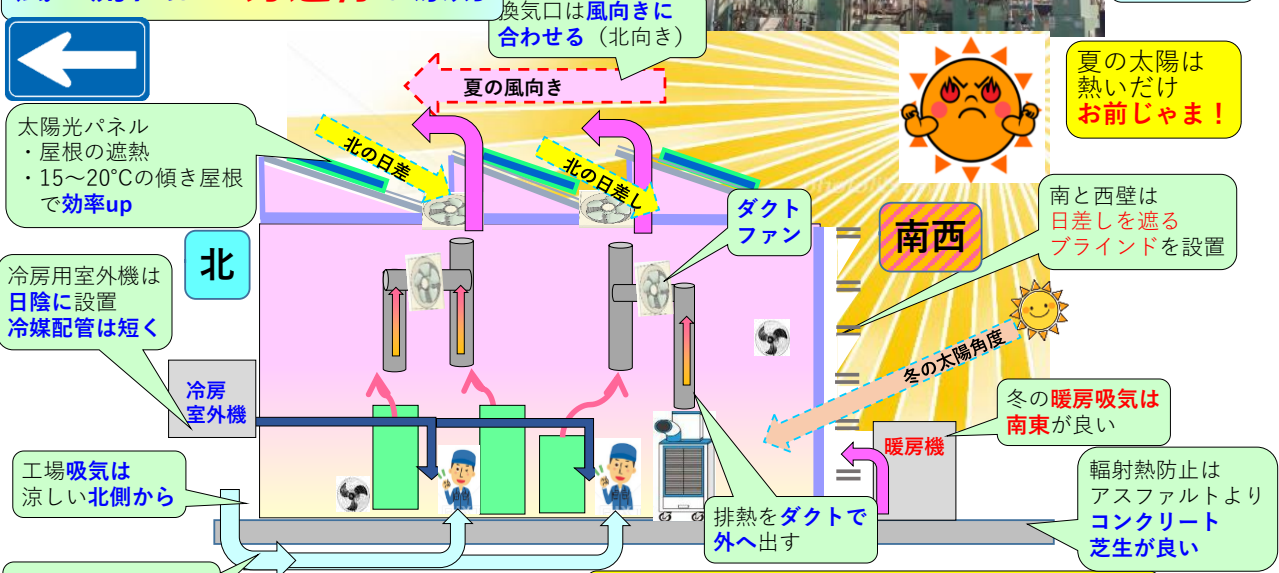 換気口は風向きに
合わせる（北向き）
夏の風向き
夏の太陽は
熱いだけ
お前じゃま！
太陽光パネル
・屋根の遮熱
・15～20℃の傾き屋根
で効率up
北の日差
北の日差し
ダクト
ファン
南西
南と西壁は
日差しを遮る
ブラインドを設置
北
冷房用室外機は
日陰に設置
冷媒配管は短く
冬の太陽角度
冷房
室外機
冬の暖房吸気は
南東が良い
暖房機
工場吸気は
涼しい北側から
排熱をダクトで
外へ出す
輻射熱防止は
アスファルトより
コンクリート
芝生が良い